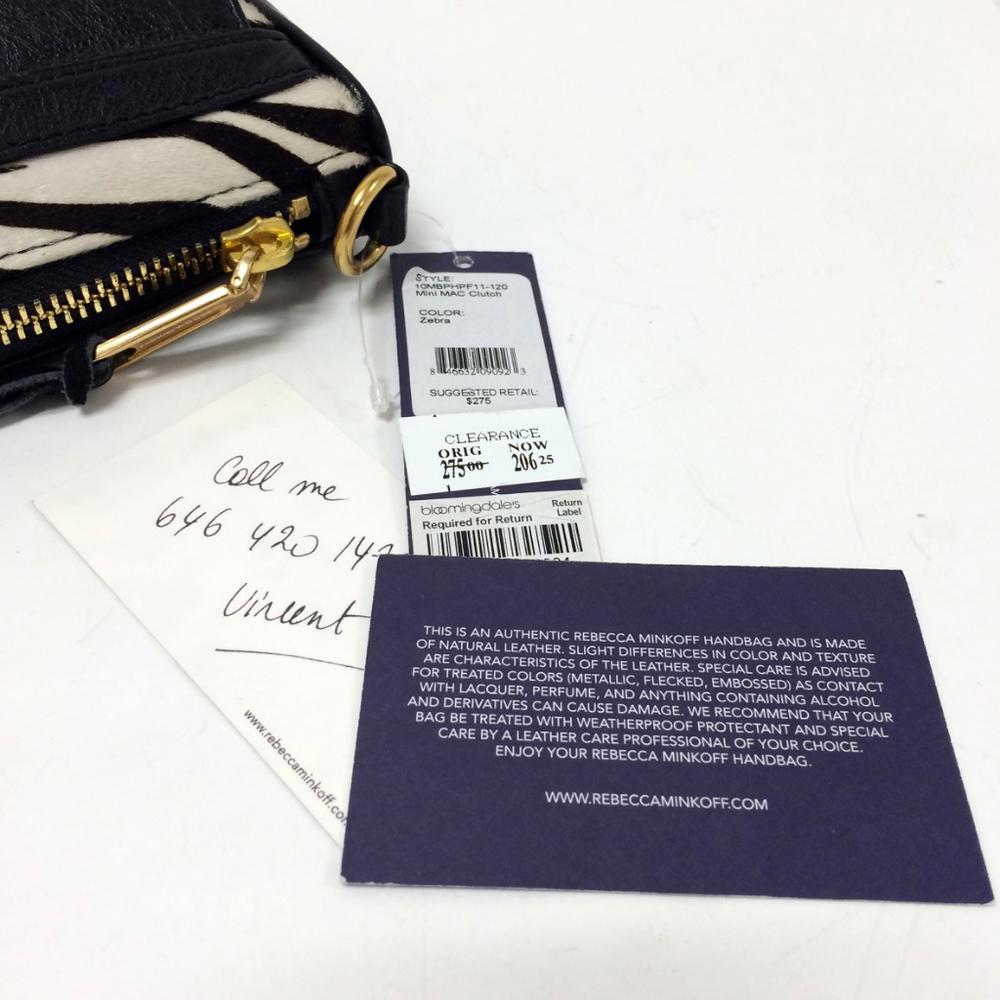 STYLE:
10MBPHPF11-120
Mini MAC Clutch
COLOR:
Zebra
8 46632 09092 3
SUGGESTED RETAIL:
$275
CLEARANCE
ORIG NOW
275 00 206 25
bloomingdale's Return
Required for Return Label
Call me
646 420
Vincent
www.rebeccaminkoff.co
THIS IS AN AUTHENTIC REBECCA MINKOFF HANDBAG AND IS MADE
OF NATURAL LEATHER. SLIGHT DIFFERENCES IN COLOR AND TEXTURE
ARE CHARACTERISTICS OF THE LEATHER. SPECIAL CARE IS ADVISED
FOR TREATED COLORS (METALLIC, FLECKED, EMBOSSED) AS CONTACT
WITH LACQUER, PERFUME, AND ANYTHING CONTAINING ALCOHOL
AND DERIVATIVES CAN CAUSE DAMAGE. WE RECOMMEND THAT YOUR
BAG BE TREATED WITH WEATHERPROOF PROTECTANT AND SPECIAL
CARE BY A LEATHER CARE PROFESSIONAL OF YOUR CHOICE.
ENJOY YOUR REBECCA MINKOFF HANDBAG.
WWW.REBECCAMINKOFF.COM